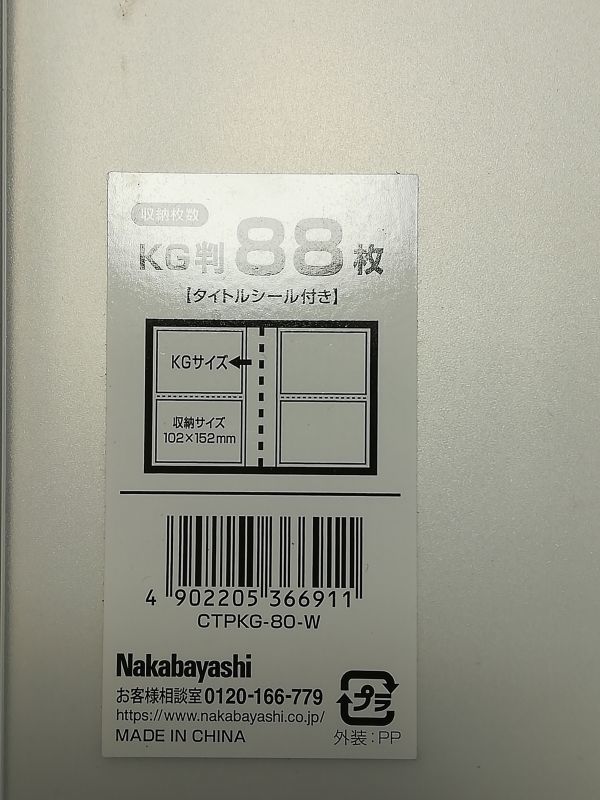 収納枚数
KG判88枚
【タイトルシール付き】
KGサイズ
収納サイズ
102×152mm
4 902205 366911
CTPKG-80-W
Nakabayashi
お客様相談室 0120-166-779
https://www.nakabayashi.co.jp/
MADE IN CHINA
プラ
外装:PP